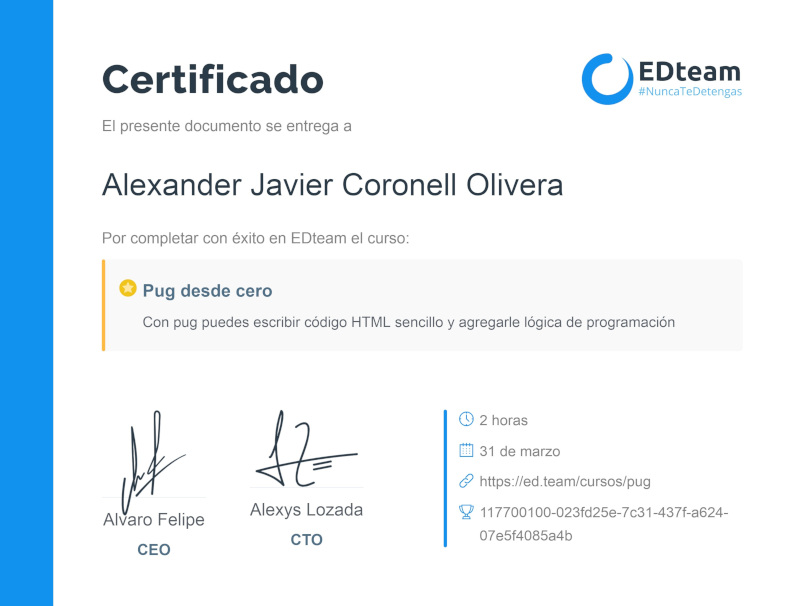 Certificado
EDteam
#NuncaTeDetengas
El presente documento se entrega a
Alexander Javier Coronell Olivera
Por completar con éxito en EDteam el curso:
Pug desde cero
Con pug puedes escribir código HTML sencillo y agregarle lógica de programación
Alvaro Felipe
CEO
Alexys Lozada
CTO
2 horas
31 de marzo
https://ed.team/cursos/pug
117700100-023fd25e-7c31-437f-a624-
07e5f4085a4b